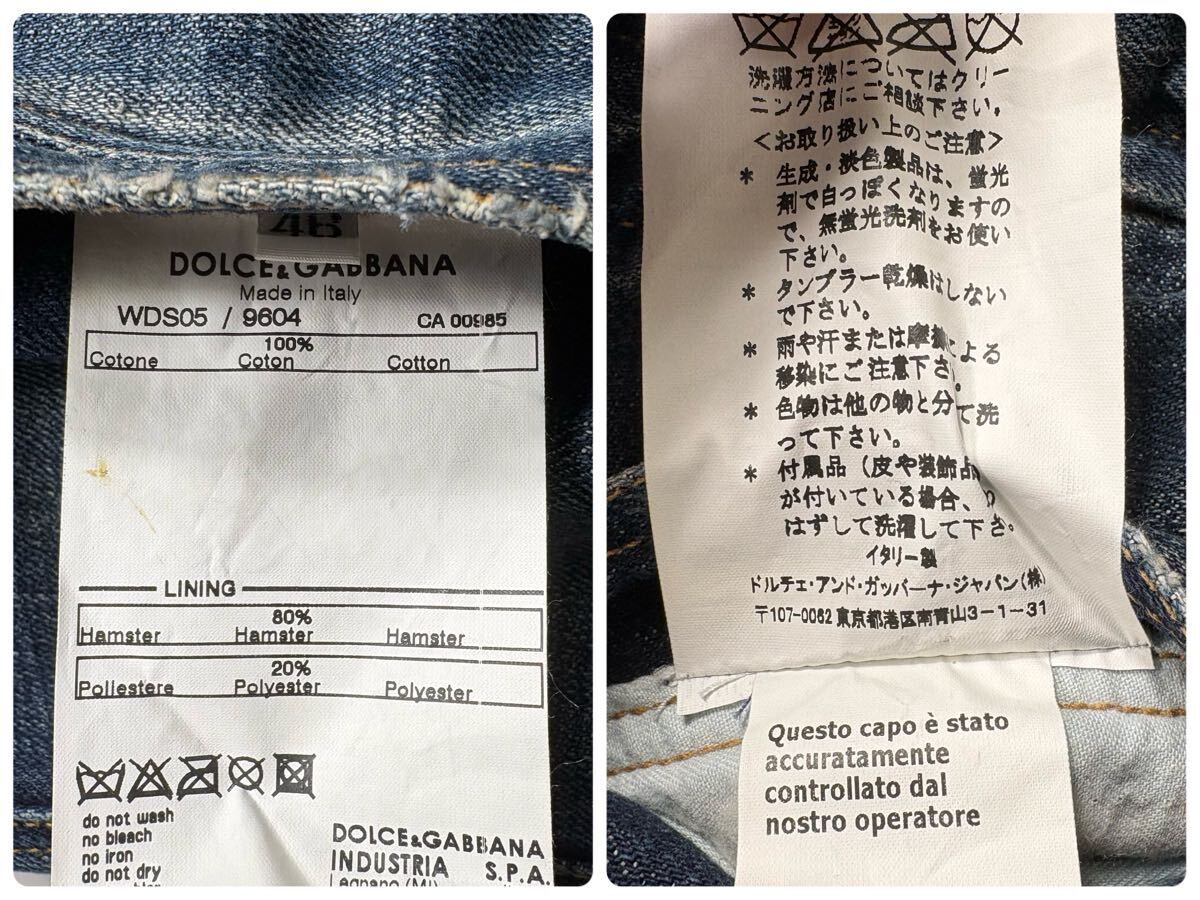 46
DOLCE&GABBANA
Made in Italy
WDS05 / 9604 CA 00985
100%
Cotone Coton Cotton
LINING
80%
Hamster Hamster Hamster
20%
Poliestere Polyester Polyester
do not wash
no bleach
no iron
do not dry
DOLCE&GABBANA
INDUSTRIA S.P.A.
Legnano (MI)
洗濯方法についてはクリー
ニング店にご相談下さい。
<お取り扱い上のご注意>
* 生成・淡色製品は、蛍光
剤で白っぽくなりますの
で、無蛍光洗剤をお使い
下さい。
* タンブラー乾燥はしない
で下さい。
* 雨や汗または摩擦による
移染にご注意下さい。
* 色物は他の物と分けて洗
って下さい。
* 付属品(皮や装飾品)
が付いている場合、
はずして洗濯して下さい。
イタリー製
ドルチェ・アンド・ガッバーナ・ジャパン(株)
〒107-0062 東京都港区南青山3-1-31
Questo capo è stato
accuratamente
controllato dal
nostro operatore